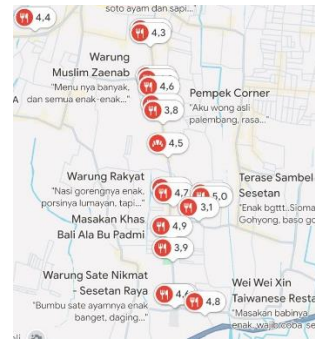 soto ayam dan sapi..."
4,4
4,3
Warung
Muslim Zaenab
"Menu nya banyak,
dan semua enak-enak..."
4,6
3,8
Pempek Corner
"Aku wong asli
palembang, rasa..."
4,5
Warung Rakyat
"Nasi gorengnya enak,
porsinya lumayan, tapi..."
4,7
5,0
3,1
Terase Sambel
Sesetan
"Enak bgttt..Sioma
Gohyong, baso go
Masakan Khas
Bali Ala Bu Padmi
4,9
3,9
Warung Sate Nikmat
- Sesetan Raya
"Bumbu sate ayamnya enak
banget, daging..."
4,8
Wei Wei Xin
Taiwanese Resta
"Masakan babinya
enak, wajib coba se